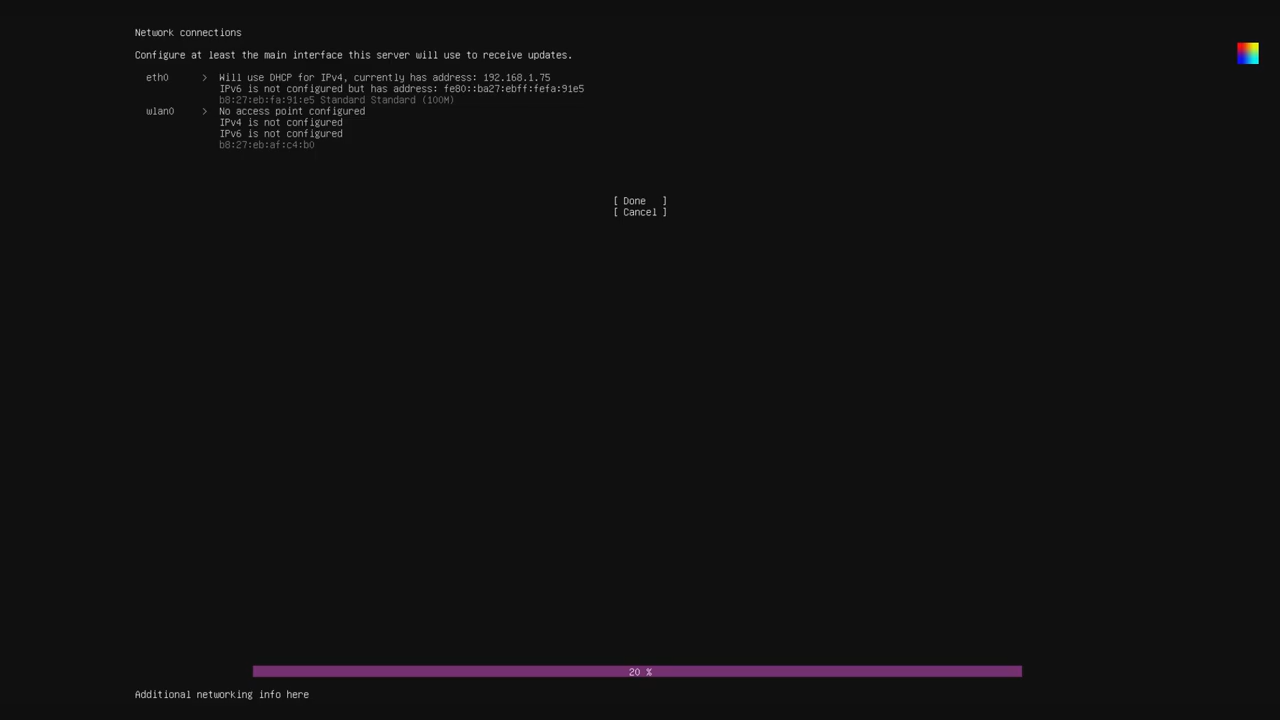 Network connections
Configure at least the main interface this server will use to receive updates.
eth0 > Will use DHCP for IPv4, currently has address: 192.168.1.75
IPv6 is not configured but has address: fe80::ba27:ebff:fefa:91e5
b8:27:eb:fa:91:e5 Standard Standard (100M)
wlan0 > No access point configured
IPv4 is not configured
IPv6 is not configured
b8:27:eb:af:c4:b0
[ Done ]
[ Cancel ]
20 %
Additional networking info here